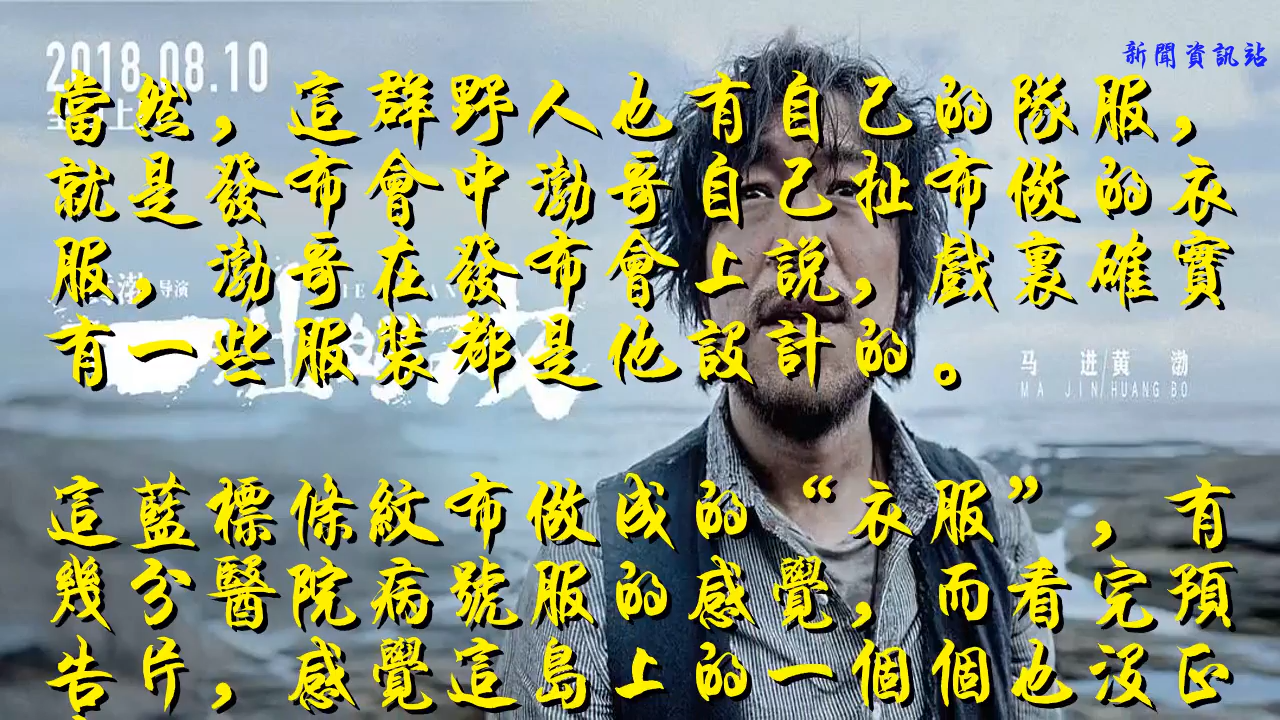 2018.08.10
新聞資訊站
當然，這群野人也有自己的隊服，
就是發布會中渤哥自己扯布做的衣
服，渤哥在發布會上說，戲裏確實
有一些服裝都是他設計的。
渤 导演
马 进/黄 渤
MA JIN/HUANG BO
這藍標條紋布做成的“衣服”，有
幾分醫院病號服的感覺，而看完預
告片，感覺這島上的一個個也沒正